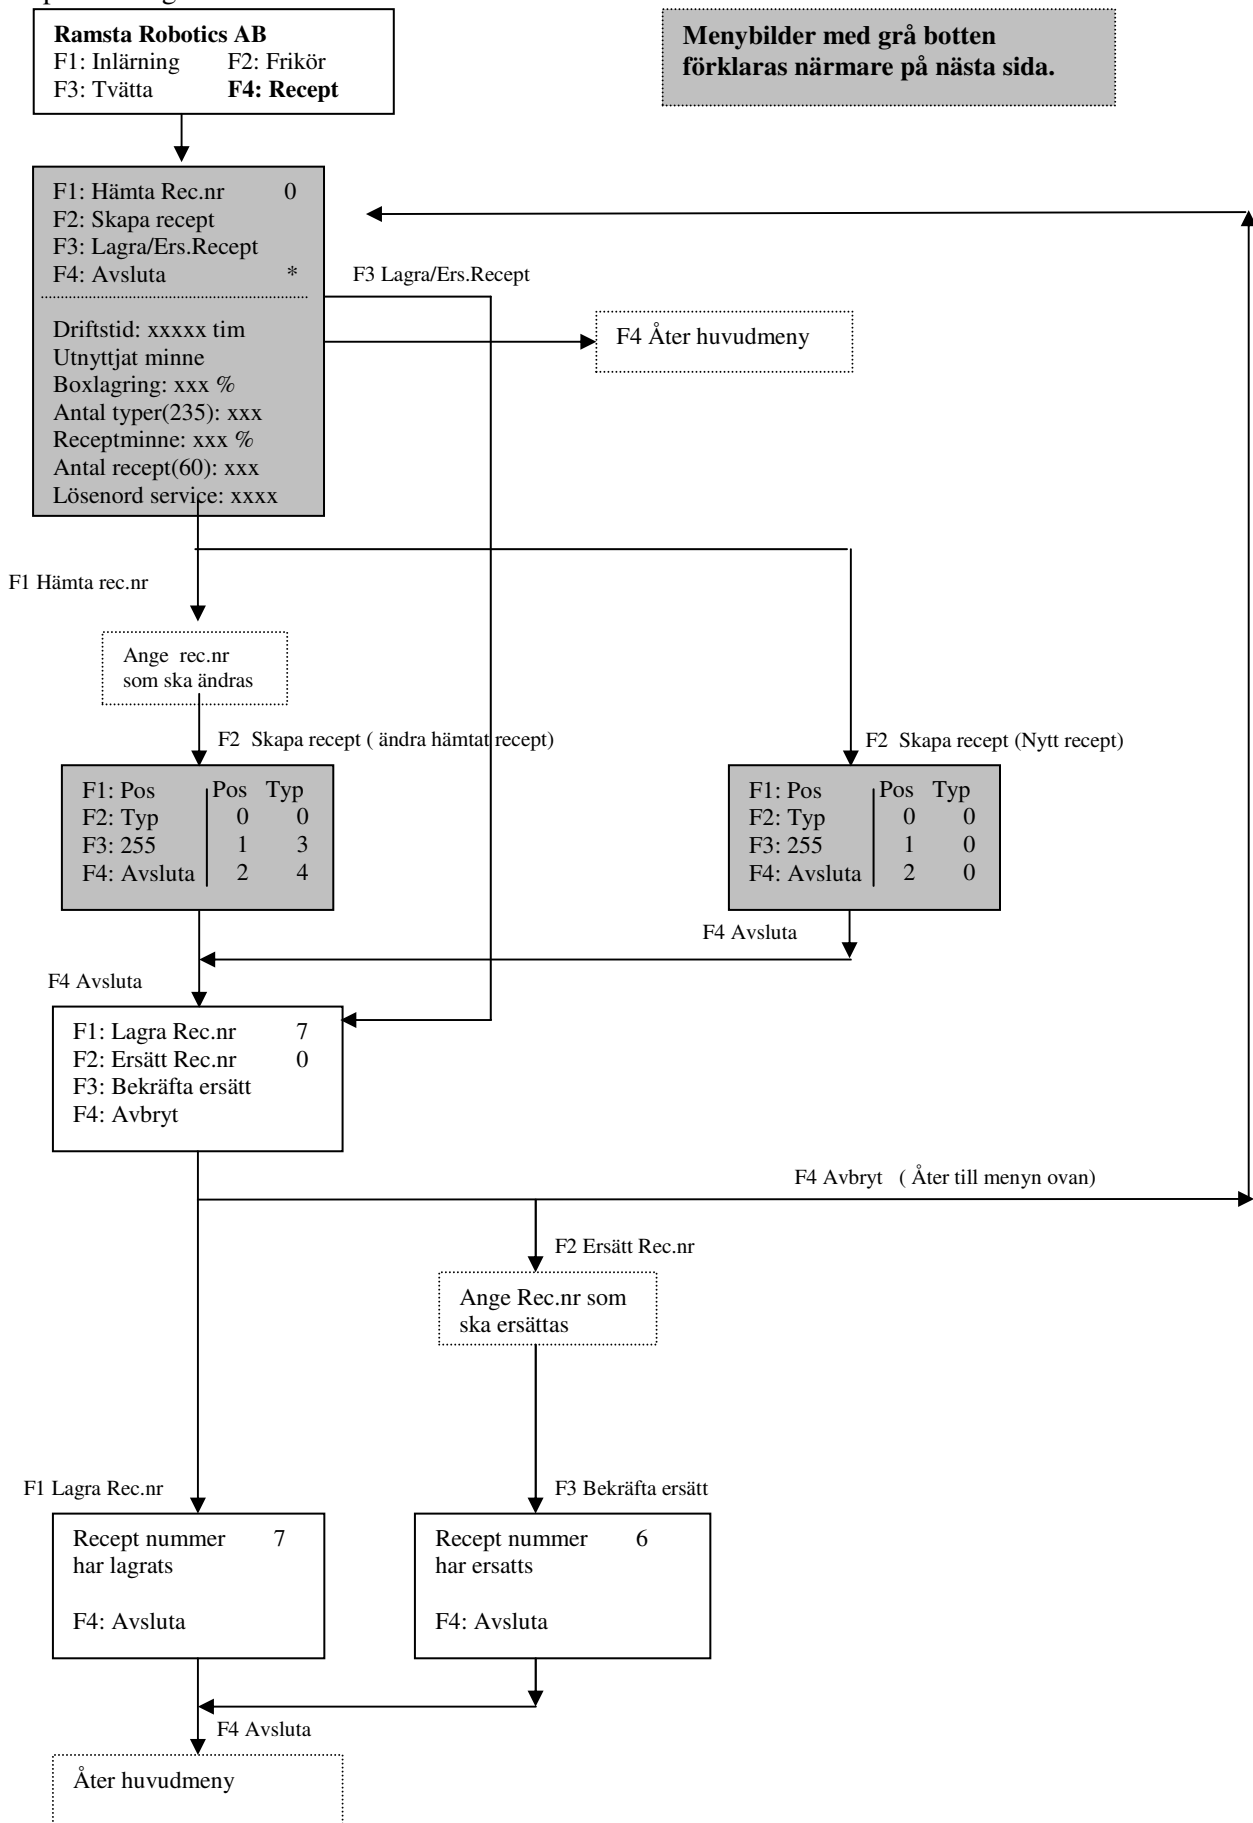 Ramsta Robotics AB
F1: Inlärning F2: Frikör
F3: Tvätta F4: Recept
Menybilder med grå botten
förklaras närmare på nästa sida.
F1: Hämta Rec.nr 0
F2: Skapa recept
F3: Lagra/Ers.Recept
F4: Avsluta *
Driftstid: xxxxx tim
Utnyttjat minne
Boxlagring: xxx %
Antal typer(235): xxx
Receptminne: xxx %
Antal recept(60): xxx
Lösenord service: xxxx
F3 Lagra/Ers.Recept
F4 Åter huvudmeny
F1 Hämta rec.nr
Ange rec.nr
som ska ändras
F2 Skapa recept ( ändra hämtat recept)
F2 Skapa recept (Nytt recept)
F1: Pos Pos Typ
F2: Typ 0 0
F3: 255 1 3
F4: Avsluta 2 4
F1: Pos Pos Typ
F2: Typ 0 0
F3: 255 1 0
F4: Avsluta 2 0
F4 Avsluta
F4 Avsluta
F1: Lagra Rec.nr 7
F2: Ersätt Rec.nr 0
F3: Bekräfta ersätt
F4: Avbryt
F4 Avbryt ( Åter till menyn ovan)
F2 Ersätt Rec.nr
Ange Rec.nr som
ska ersättas
F1 Lagra Rec.nr
F3 Bekräfta ersätt
Recept nummer 7
har lagrats
F4: Avsluta
Recept nummer 6
har ersatts
F4: Avsluta
F4 Avsluta
Åter huvudmeny